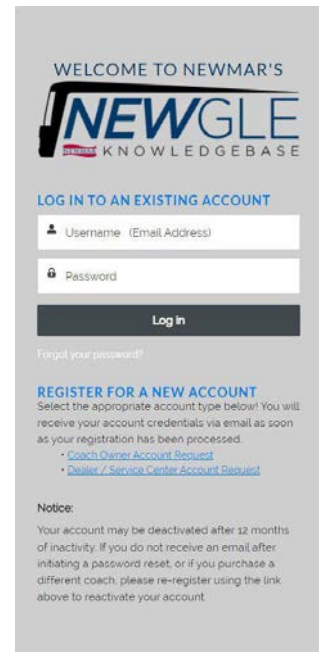 WELCOME TO NEWMAR'S
NEWGLE
NEWMAR KNOWLEDGEBASE
LOG IN TO AN EXISTING ACCOUNT
Username (Email Address)
Password
Log in
Forgot your password?
REGISTER FOR A NEW ACCOUNT
Select the appropriate account type below! You will
receive your account credentials via email as soon
as your registration has been processed.
• Coach Owner Account Request
• Dealer / Service Center Account Request
Notice:
Your account may be deactivated after 12 months
of inactivity. If you do not receive an email after
initiating a password reset, or if you purchase a
different coach, please re-register using the link
above to reactivate your account.